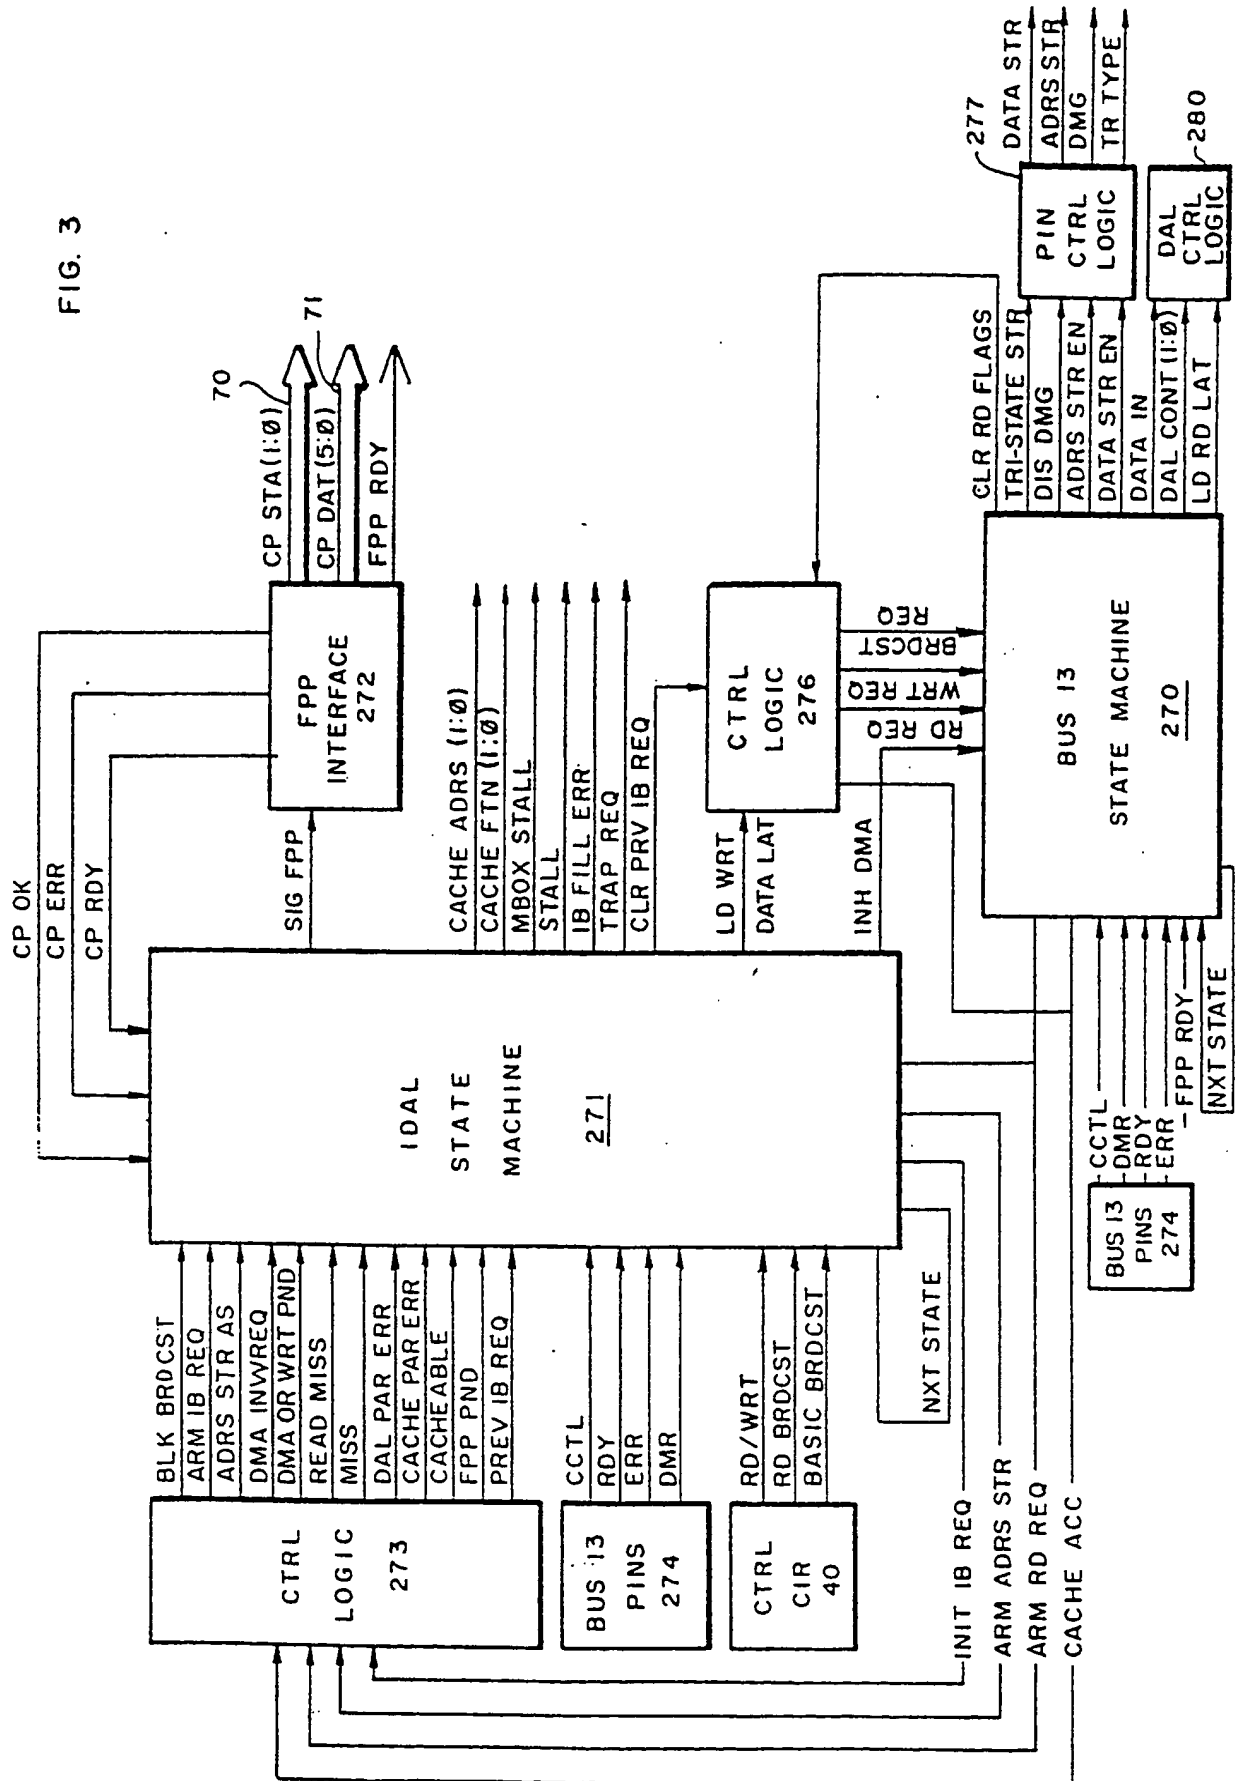 FIG. 3
CP OK
CP ERR
CP RDY
SIG FPP
FPP
INTERFACE
272
CP STA(1:Ø)
70
CP DAT(5:Ø)
71
FPP RDY
BLK BRDCST
ARM IB REQ
ADRS STR AS
DMA INVREQ
DMA OR WRT PND
READ MISS
MISS
DAL PAR ERR
CACHE PAR ERR
CACHEABLE
FPP PND
PREV IB REQ
CTRL
LOGIC
273
CCTL
RDY
ERR
DMR
BUS 13
PINS
274
RD/WRT
RD BRDCST
BASIC BRDCST
CTRL
CIR
40
IDAL
STATE
MACHINE
271
NXT STATE
CACHE ADRS (1:Ø)
CACHE FTN (1:Ø)
MBOX STALL
STALL
IB FILL ERR
TRAP REQ
CLR PRV IB REQ
LD WRT
DATA LAT
INH DMA
CTRL
LOGIC
276
REQ
BRDCST
WRT REQ
RD REQ
INIT IB REQ
ARM ADRS STR
ARM RD REQ
CACHE ACC
BUS 13
PINS
274
CCTL
DMR
RDY
ERR
FPP RDY
NXT STATE
BUS 13
STATE MACHINE
270
CLR RD FLAGS
TRI-STATE STR
DIS DMG
ADRS STR EN
DATA STR EN
DATA IN
DAL CONT (1:Ø)
LD RD LAT
PIN
CTRL
LOGIC
277
DATA STR
ADRS STR
DMG
TR TYPE
DAL
CTRL
LOGIC
280